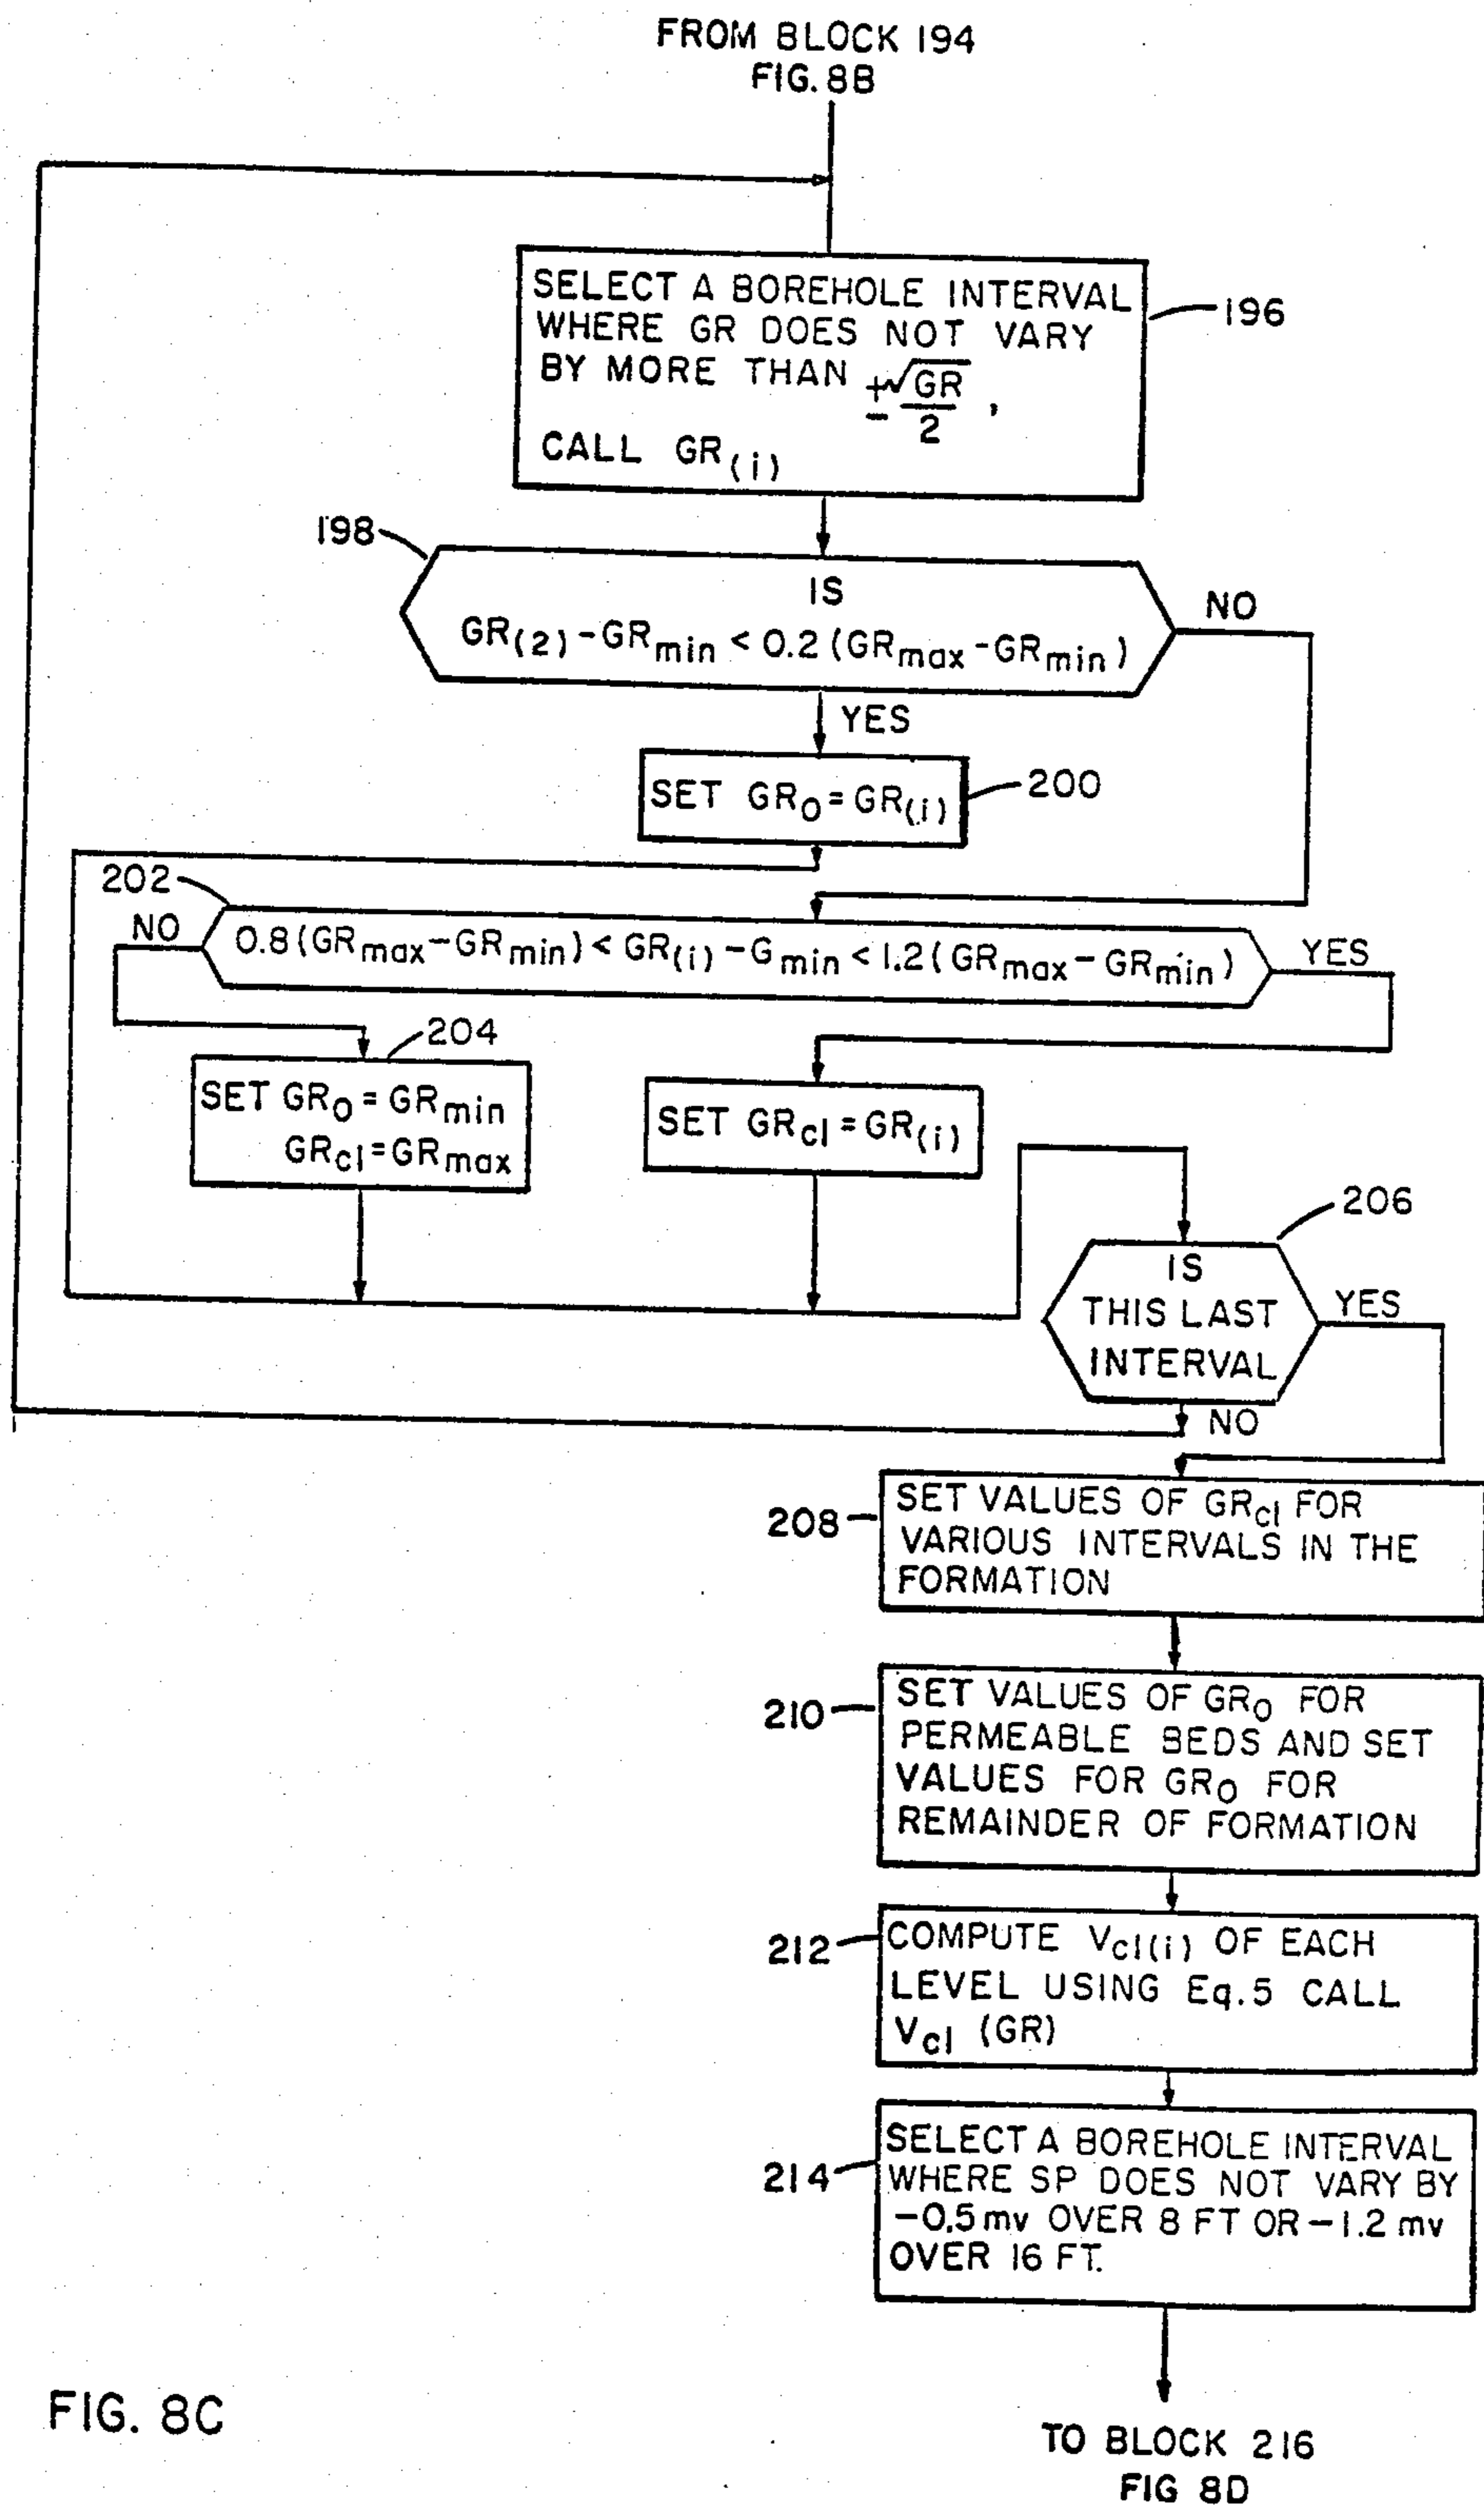 FROM BLOCK 194
FIG. 8B
SELECT A BOREHOLE INTERVAL
WHERE GR DOES NOT VARY
BY MORE THAN ±√GR/2 ,
CALL GR(i)
196
198
IS
GR(2) -GRmin < 0.2 (GRmax -GRmin)
NO
YES
SET GRO = GR(i)
200
202
NO
0.8 (GRmax-GRmin) < GR(i) -Gmin < 1.2 (GRmax-GRmin)
YES
204
SET GRO = GRmin
GRcl=GRmax
SET GRcl = GR(i)
206
IS
THIS LAST
INTERVAL
YES
NO
208
SET VALUES OF GRcl FOR
VARIOUS INTERVALS IN THE
FORMATION
210
SET VALUES OF GRO FOR
PERMEABLE BEDS AND SET
VALUES FOR GRO FOR
REMAINDER OF FORMATION
212
COMPUTE Vcl(i) OF EACH
LEVEL USING Eq.5 CALL
Vcl (GR)
214
SELECT A BOREHOLE INTERVAL
WHERE SP DOES NOT VARY BY
-0.5 mv OVER 8 FT OR -1.2 mv
OVER 16 FT.
FIG. 8C
TO BLOCK 216
FIG 8D